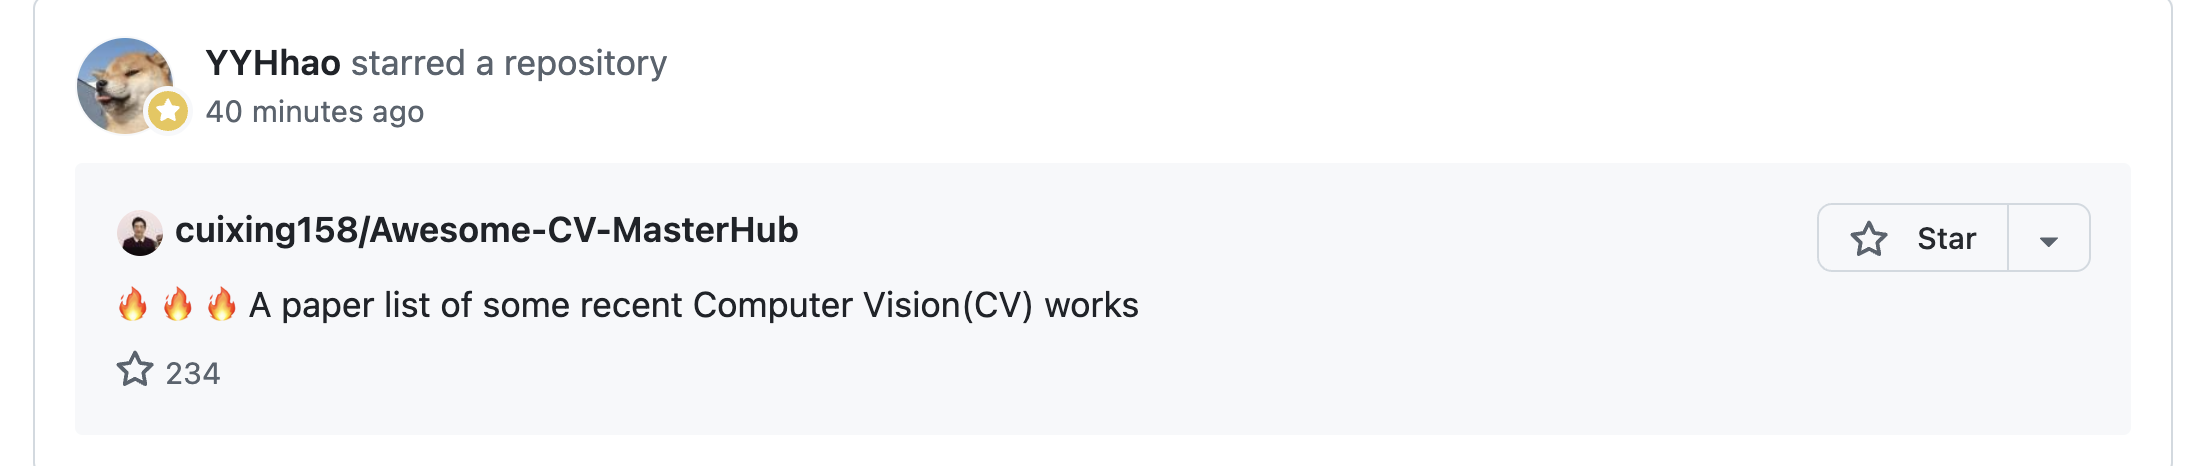 YYHhao starred a repository
40 minutes ago
cuixing158/Awesome-CV-MasterHub
Star
🔥 🔥 🔥 A paper list of some recent Computer Vision(CV) works
234